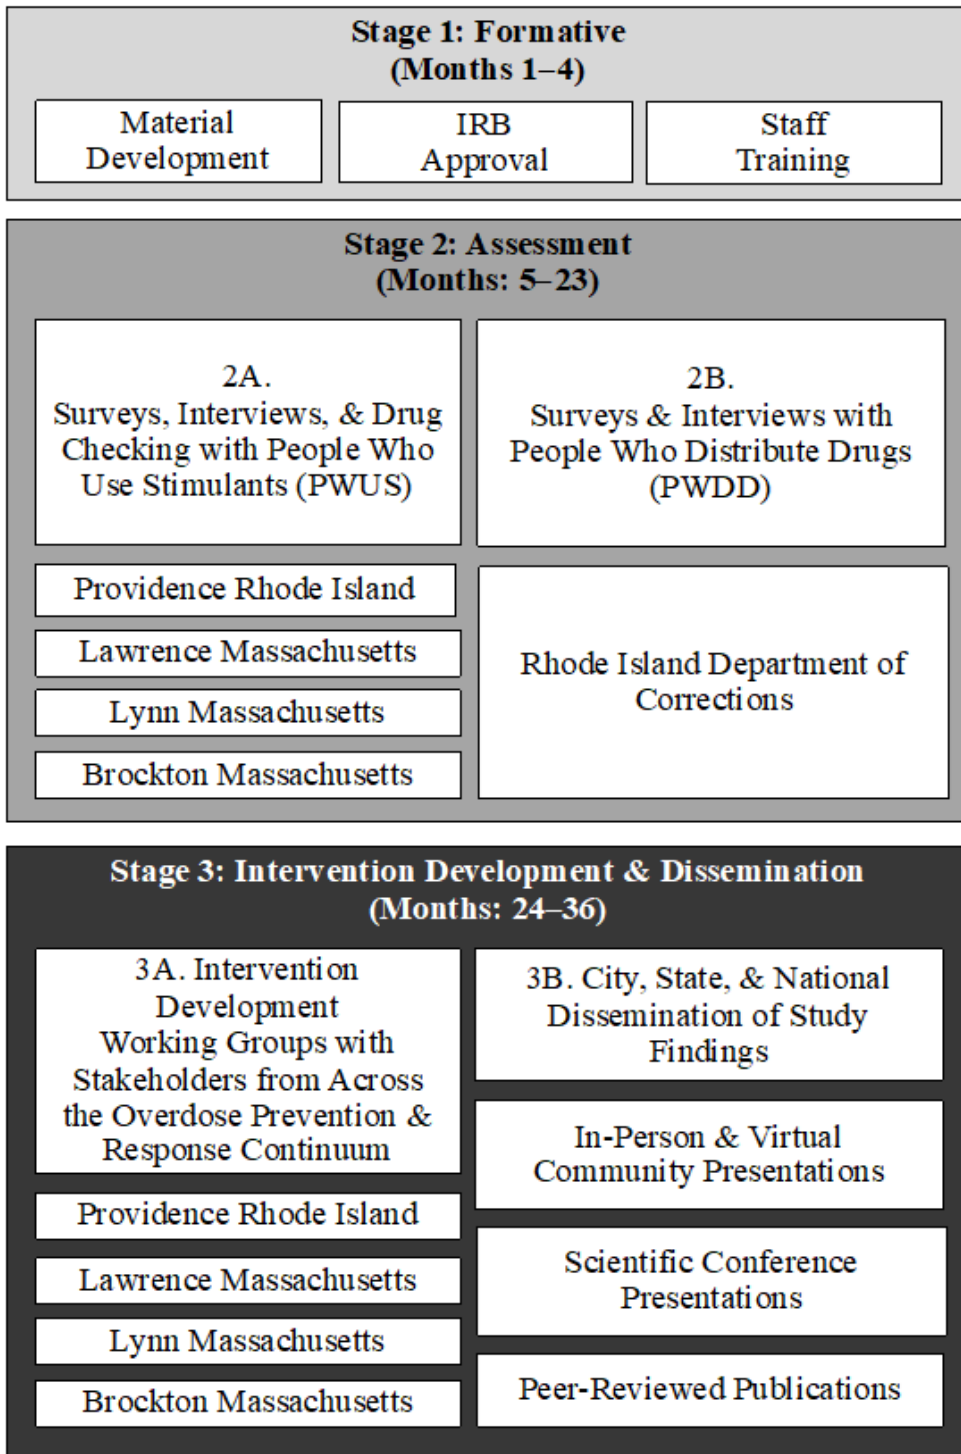 Stage 1: Formative
(Months 1–4)
Material
Development
IRB
Approval
Staff
Training
Stage 2: Assessment
(Months: 5–23)
2A.
Surveys, Interviews, & Drug
Checking with People Who
Use Stimulants (PWUS)
2B.
Surveys & Interviews with
People Who Distribute Drugs
(PWDD)
Providence Rhode Island
Lawrence Massachusetts
Lynn Massachusetts
Brockton Massachusetts
Rhode Island Department of
Corrections
Stage 3: Intervention Development & Dissemination
(Months: 24–36)
3A. Intervention
Development
Working Groups with
Stakeholders from Across
the Overdose Prevention &
Response Continuum
Providence Rhode Island
Lawrence Massachusetts
Lynn Massachusetts
Brockton Massachusetts
3B. City, State, & National
Dissemination of Study
Findings
In-Person & Virtual
Community Presentations
Scientific Conference
Presentations
Peer-Reviewed Publications